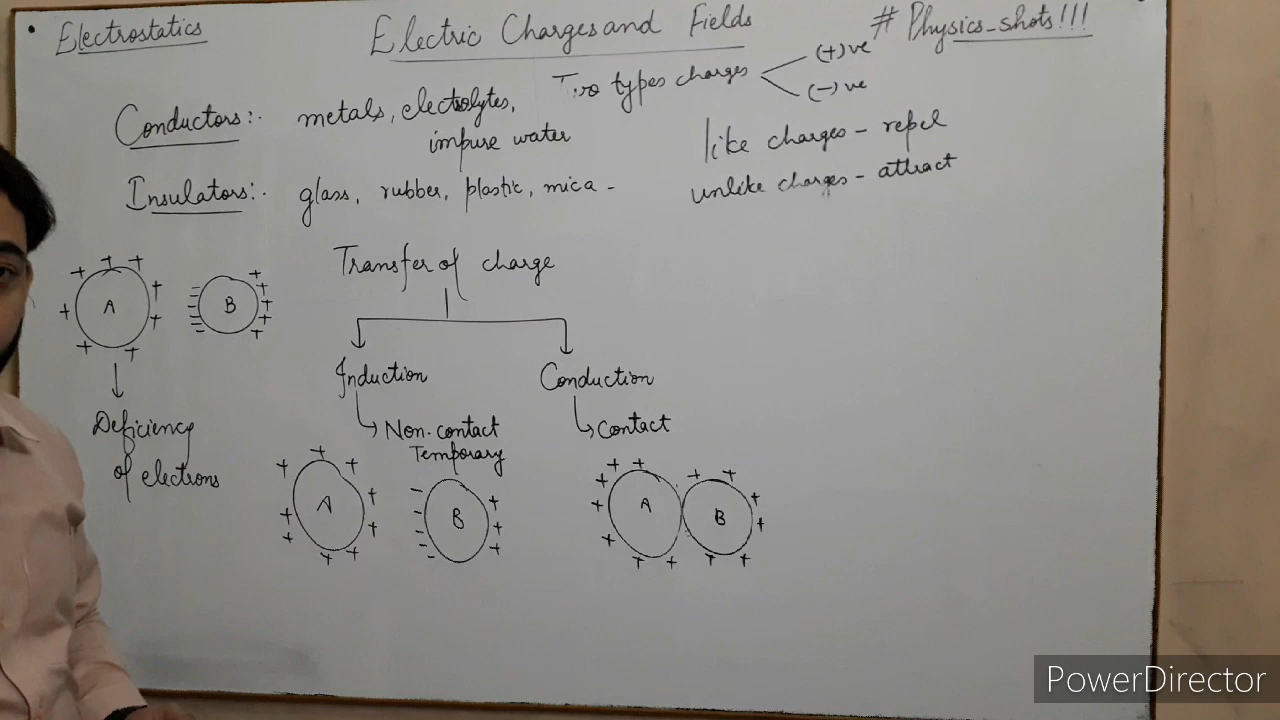 • Electrostatics
Electric Charges and Fields
# Physics-shots!!!
Two types charges
(+)ve
(-)ve
Conductors:. metals, electrolytes,
impure water
like charges - repel
Insulators:. glass, rubber, plastic, mica -
unlike charges - attract
Transfer of charge
+ + + + + + + + +
A
- - - - - -
B
+ + + + +
Induction
Conduction
Deficiency
of electrons
Non-contact
Temporary
Contact
+ + + + + + + + +
A
- - - - -
B
+ + +
+ + + + + + +
A
+ + + + + +
B
PowerDirector